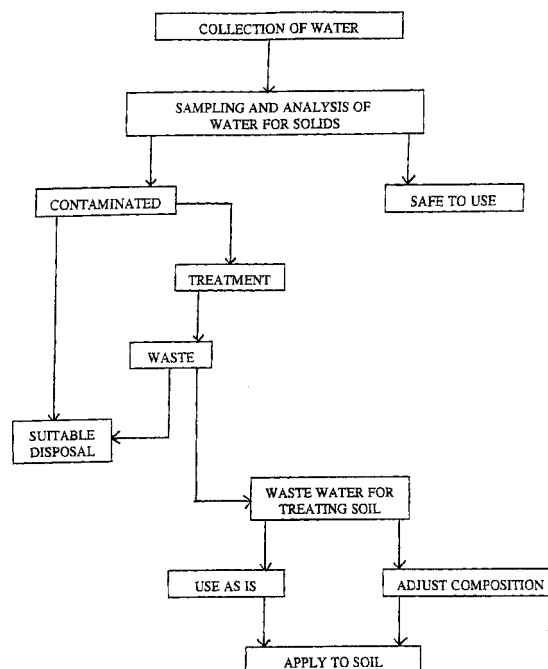 COLLECTION OF WATER
SAMPLING AND ANALYSIS OF
WATER FOR SOLIDS
CONTAMINATED
SAFE TO USE
TREATMENT
WASTE
SUITABLE
DISPOSAL
WASTE WATER FOR
TREATING SOIL
USE AS IS
ADJUST COMPOSITION
APPLY TO SOIL